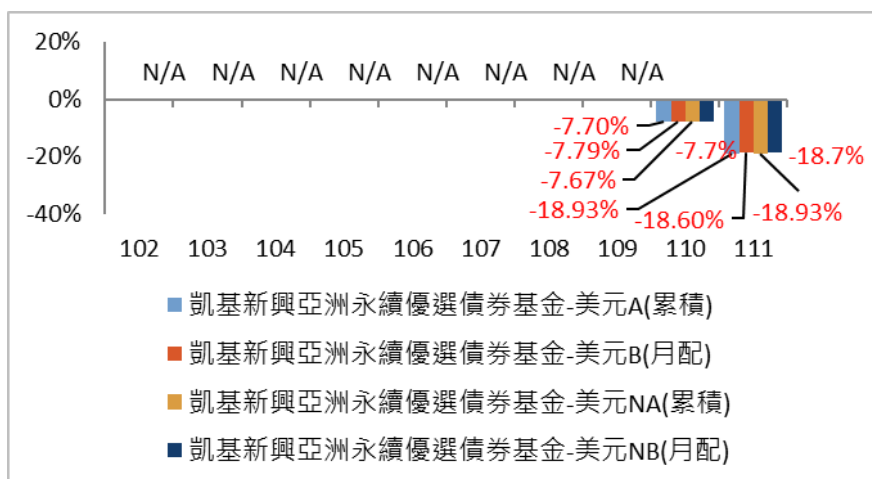 20%
N/A N/A N/A N/A N/A N/A N/A N/A
0%
-7.70%
-7.79% -7.7% -18.7%
-20%
-7.67%
-18.93% -18.60% -18.93%
-40%
102 103 104 105 106 107 108 109 110 111
凱基新興亞洲永續優選債券基金-美元A(累積)
凱基新興亞洲永續優選債券基金-美元B(月配)
凱基新興亞洲永續優選債券基金-美元NA(累積)
凱基新興亞洲永續優選債券基金-美元NB(月配)